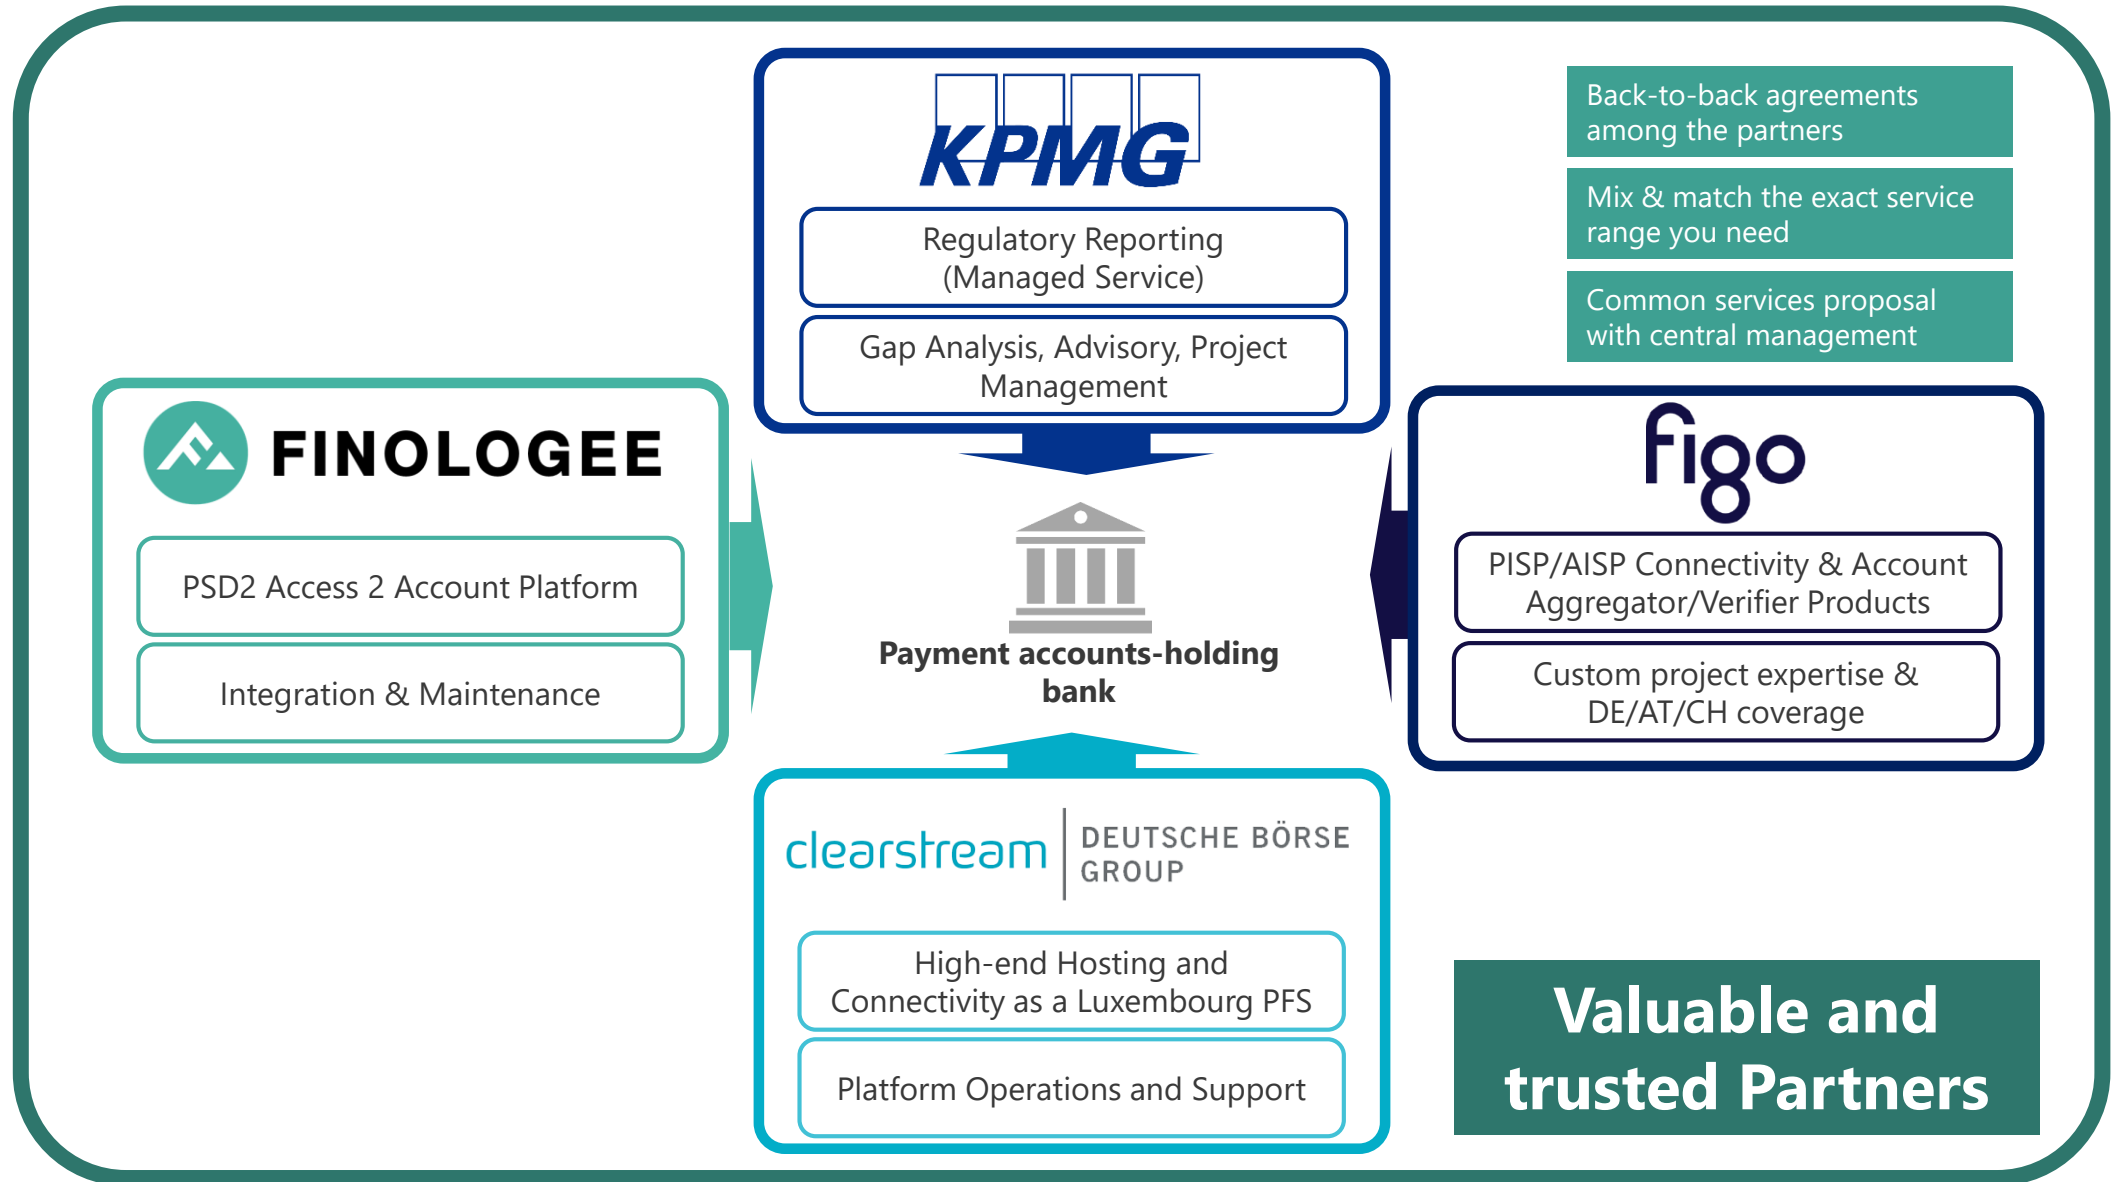 KPMG
Regulatory Reporting
(Managed Service)
Gap Analysis, Advisory, Project
Management
Back-to-back agreements
among the partners
Mix & match the exact service
range you need
Common services proposal
with central management
FINOLOGEE
PSD2 Access 2 Account Platform
Integration & Maintenance
Payment accounts-holding
bank
figo
PISP/AISP Connectivity & Account
Aggregator/Verifier Products
Custom project expertise &
DE/AT/CH coverage
clearstream
DEUTSCHE BÖRSE
GROUP
High-end Hosting and
Connectivity as a Luxembourg PFS
Platform Operations and Support
Valuable and
trusted Partners